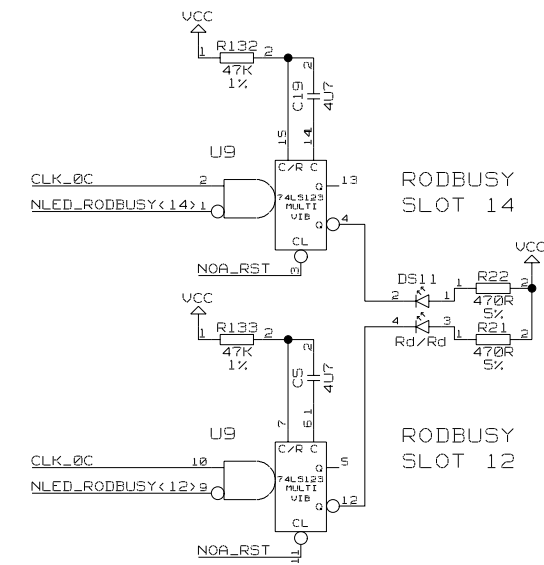 VCC
1 R132 2
47K
1%
C19 2
4U7
15 14
U9
C/R C
CLK_0C 2
Q 13
RODBUSY
SLOT 14
74LS123
MULTI
VIB
NLED_RODBUSY<14> 1
Q 4
CL
NOA_RST 3
VCC
DS11
2 1
1 R22 2
470R
5%
4 3
Rd/Rd
1 R21 2
470R
5%
VCC
1 R133 2
47K
1%
C5 2
4U7
7 6 1
U9
C/R C
RODBUSY
SLOT 12
CLK_0C 10
Q 5
74LS123
MULTI
VIB
NLED_RODBUSY<12> 9
Q 12
CL
NOA_RST 11